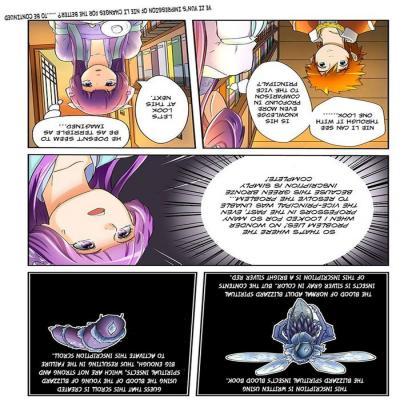 THIS INSCRIPTION IS WRITTEN USING
SPIRITUAL BLIZZARD INSECT'S BLOOD
THE BLOOD OF NORMAL ADULT BLIZZARD SPIRITUAL
INSECTS IS SILVER GRAY IN COLOR, BUT THE CONTENTS
OF THIS INSCRIPTION IS A BRIGHT SILVER RED.
GUESS THAT THIS SCROLL IS CREATED
USING THE BLOOD OF THE YOUNG OF BLIZZARD
SPIRITUAL INSECTS, WHICH ARE NOT STRONG AND
BIG ENOUGH, THUS RESULTING IN THE FAILURE
TO ACTIVATE THIS INSCRIPTION SCROLL.
SO THAT'S WHERE THE
PROBLEM LIES! NO WONDER
WHEN I LOOKED FOR SO MANY
PROFESSORS IN THE PAST, EVEN THE
VICE-PRINCIPAL WAS UNABLE
TO RESOLVE THE PROBLEM...
BECAUSE THIS GREEN BRONZE
INSCRIPTION IS SIMPLY
COMPLETE!
NIE LI CAN SEE
THROUGH IT WITH
ONE LOOK......
IS HIS
KNOWLEDGE
EVEN MORE
PROFOUND IN
COMPARISON
TO THE VICE
PRINCIPAL?
HE DOESN'T SEEM TO
BE AS TERRIBLE AS
IMAGINED...
LET'S
LOOK AT
THIS NEXT!
YE ZI YUN'S IMPRESSION OF NIE LI CHANGES FOR THE BETTER? ......TO BE CONTINUED